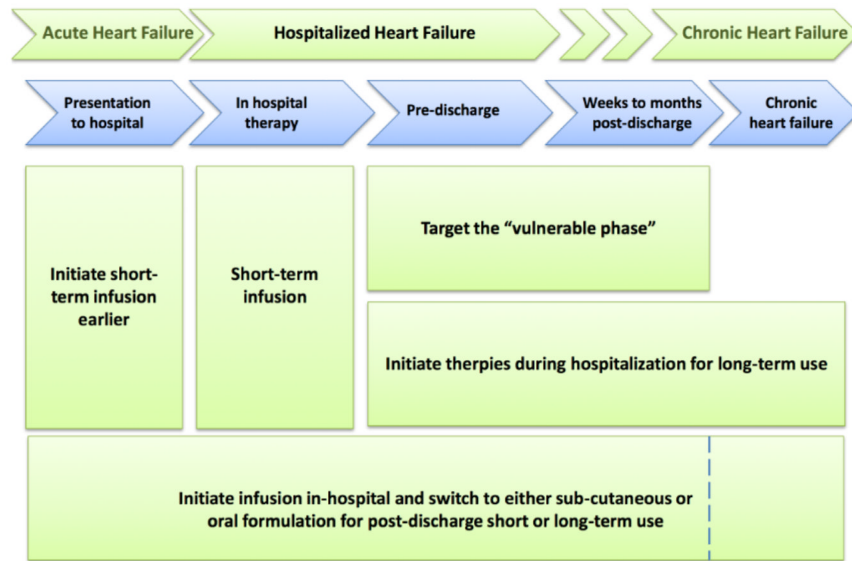 Acute Heart Failure
Hospitalized Heart Failure
Chronic Heart Failure
Presentation
to hospital
In hospital
therapy
Pre-discharge
Weeks to months
post-discharge
Chronic
heart failure
Initiate short-
term infusion
earlier
Short-term
infusion
Target the “vulnerable phase”
Initiate therpies during hospitalization for long-term use
Initiate infusion in-hospital and switch to either sub-cutaneous or
oral formulation for post-discharge short or long-term use